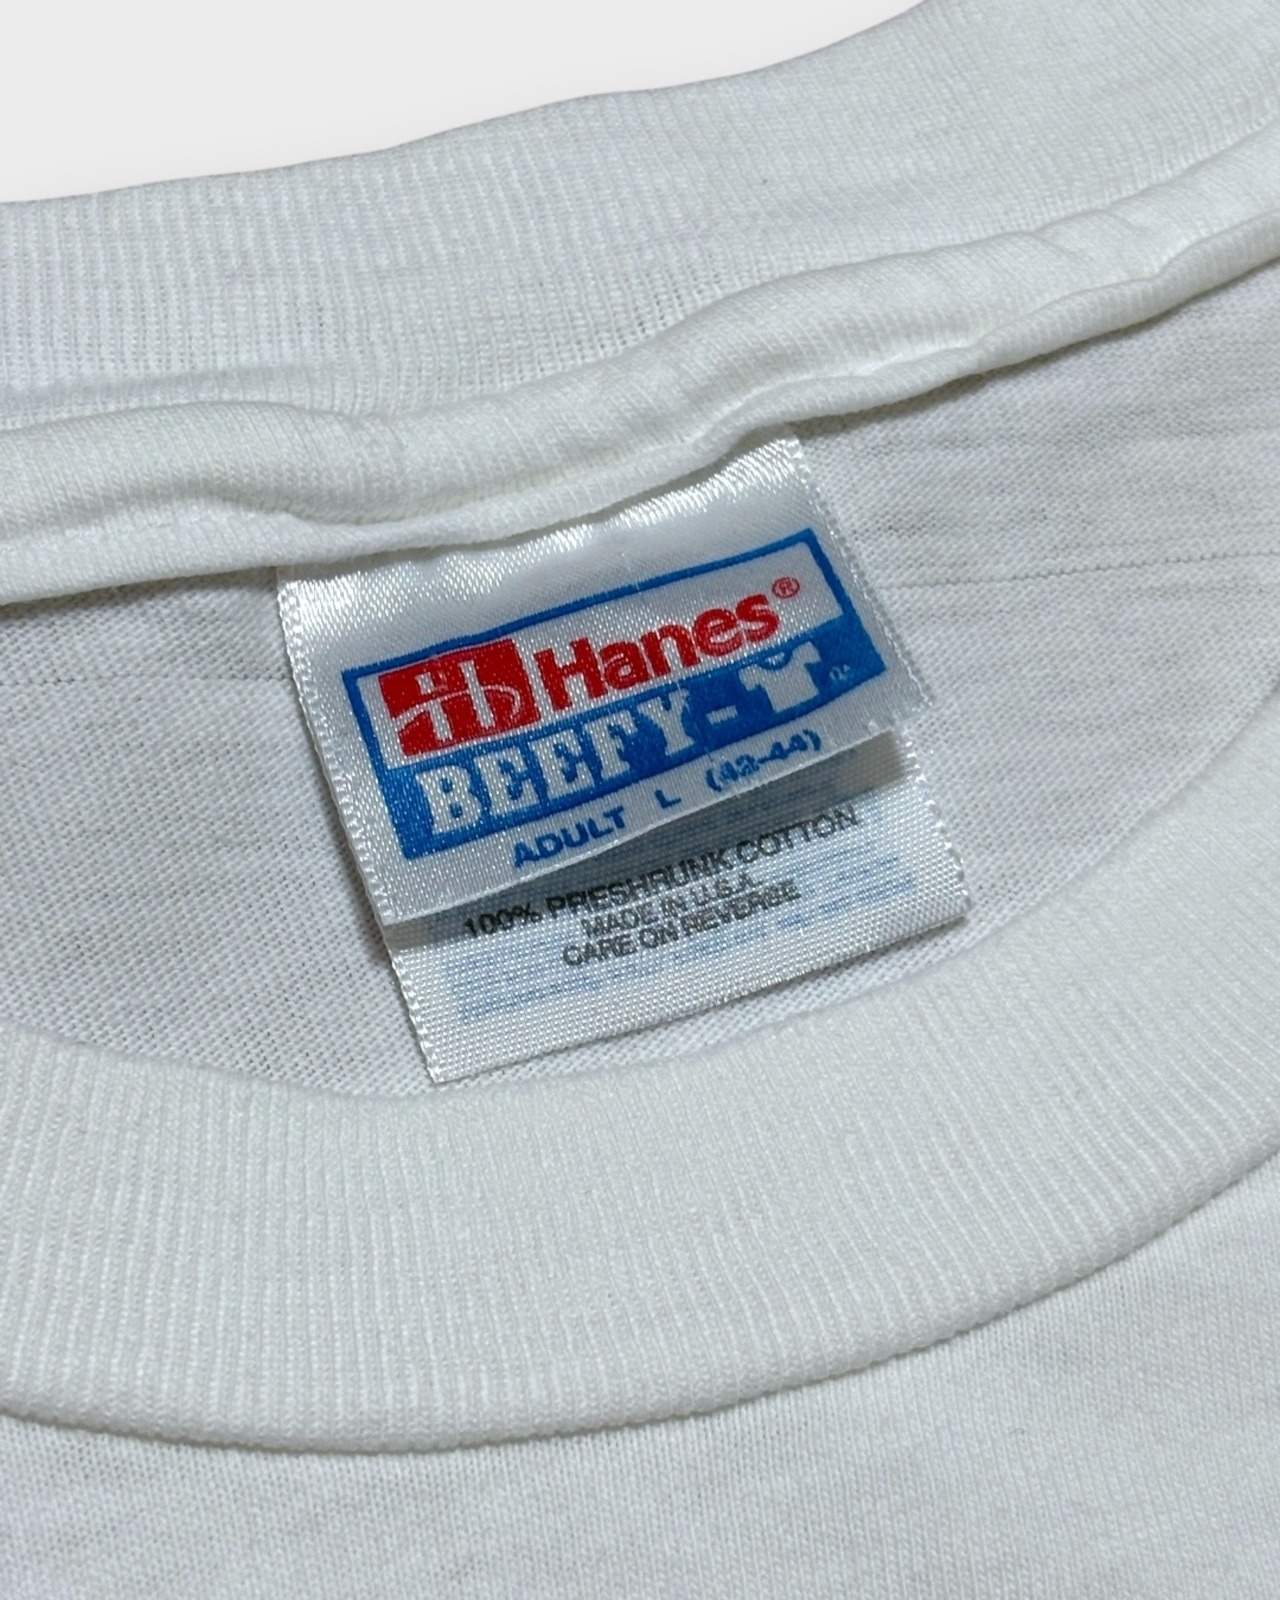 Hanes®
BEEFY-T®
ADULT L (42-44)
100% PRESHRUNK COTTON
MADE IN U.S.A.
CARE ON REVERSE